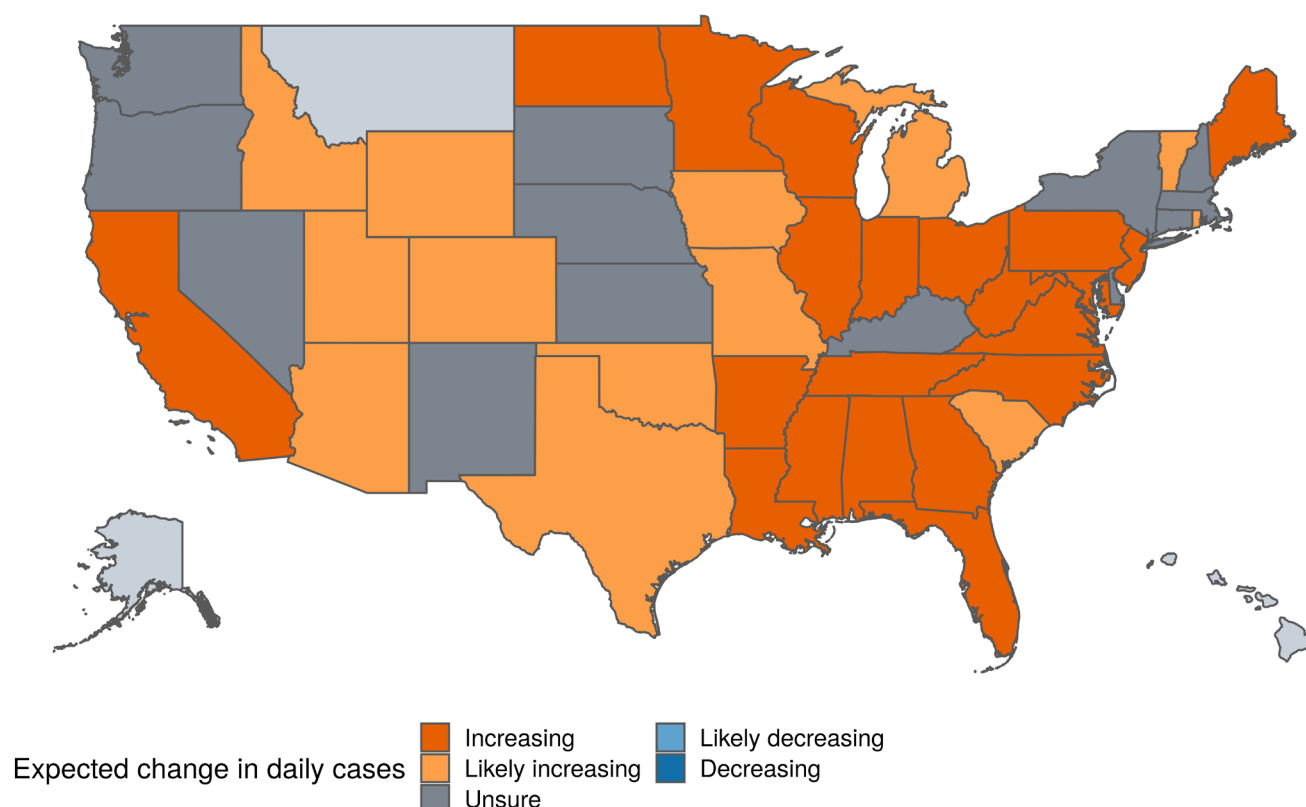 Expected change in daily cases
Increasing
Likely increasing
Unsure
Likely decreasing
Decreasing